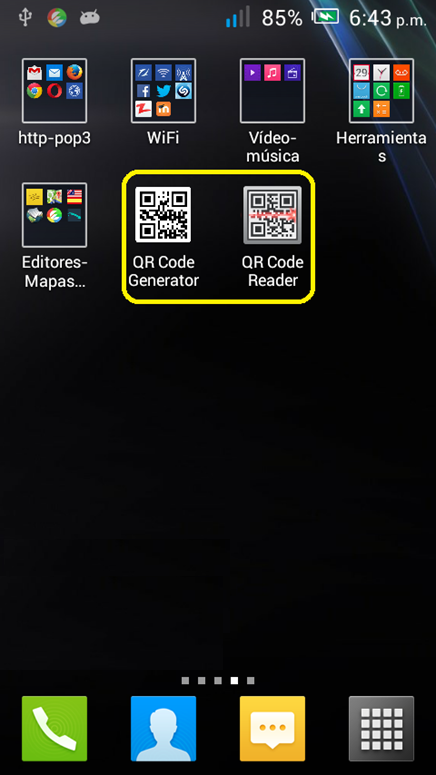 85% 6:43 p.m.
http-pop3
WiFi
Vídeo-
música
Herramienta
s
Editores-
Mapas...
QR Code
Generator
QR Code
Reader
29